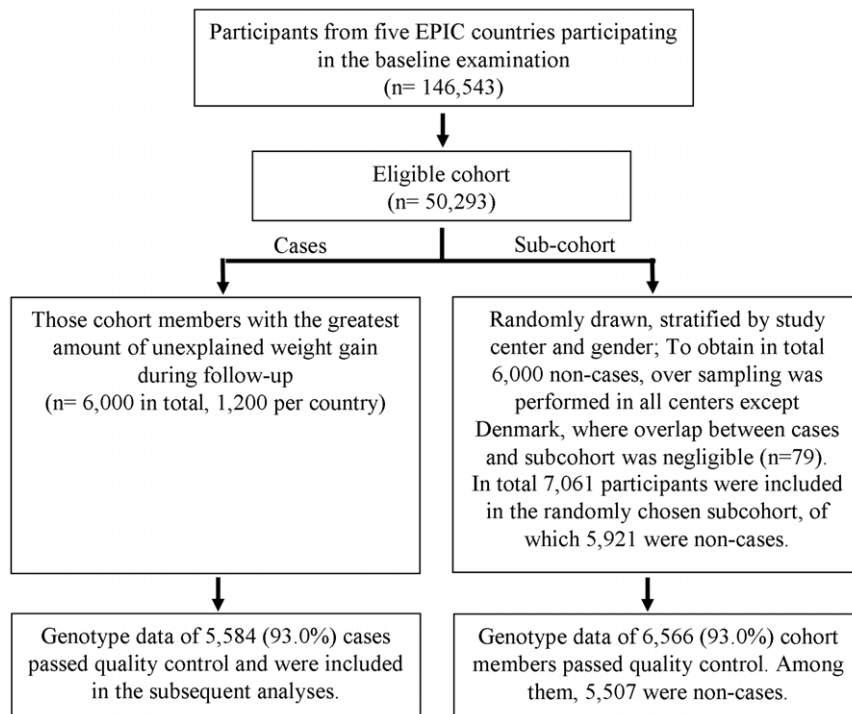 Participants from five EPIC countries participating
in the baseline examination
(n= 146,543)
Eligible cohort
(n= 50,293)
Cases
Sub-cohort
Those cohort members with the greatest
amount of unexplained weight gain
during follow-up
(n= 6,000 in total, 1,200 per country)
Randomly drawn, stratified by study
center and gender; To obtain in total
6,000 non-cases, over sampling was
performed in all centers except
Denmark, where overlap between cases
and subcohort was negligible (n=79).
In total 7,061 participants were included
in the randomly chosen subcohort, of
which 5,921 were non-cases.
Genotype data of 5,584 (93.0%) cases
passed quality control and were included
in the subsequent analyses.
Genotype data of 6,566 (93.0%) cohort
members passed quality control. Among
them, 5,507 were non-cases.